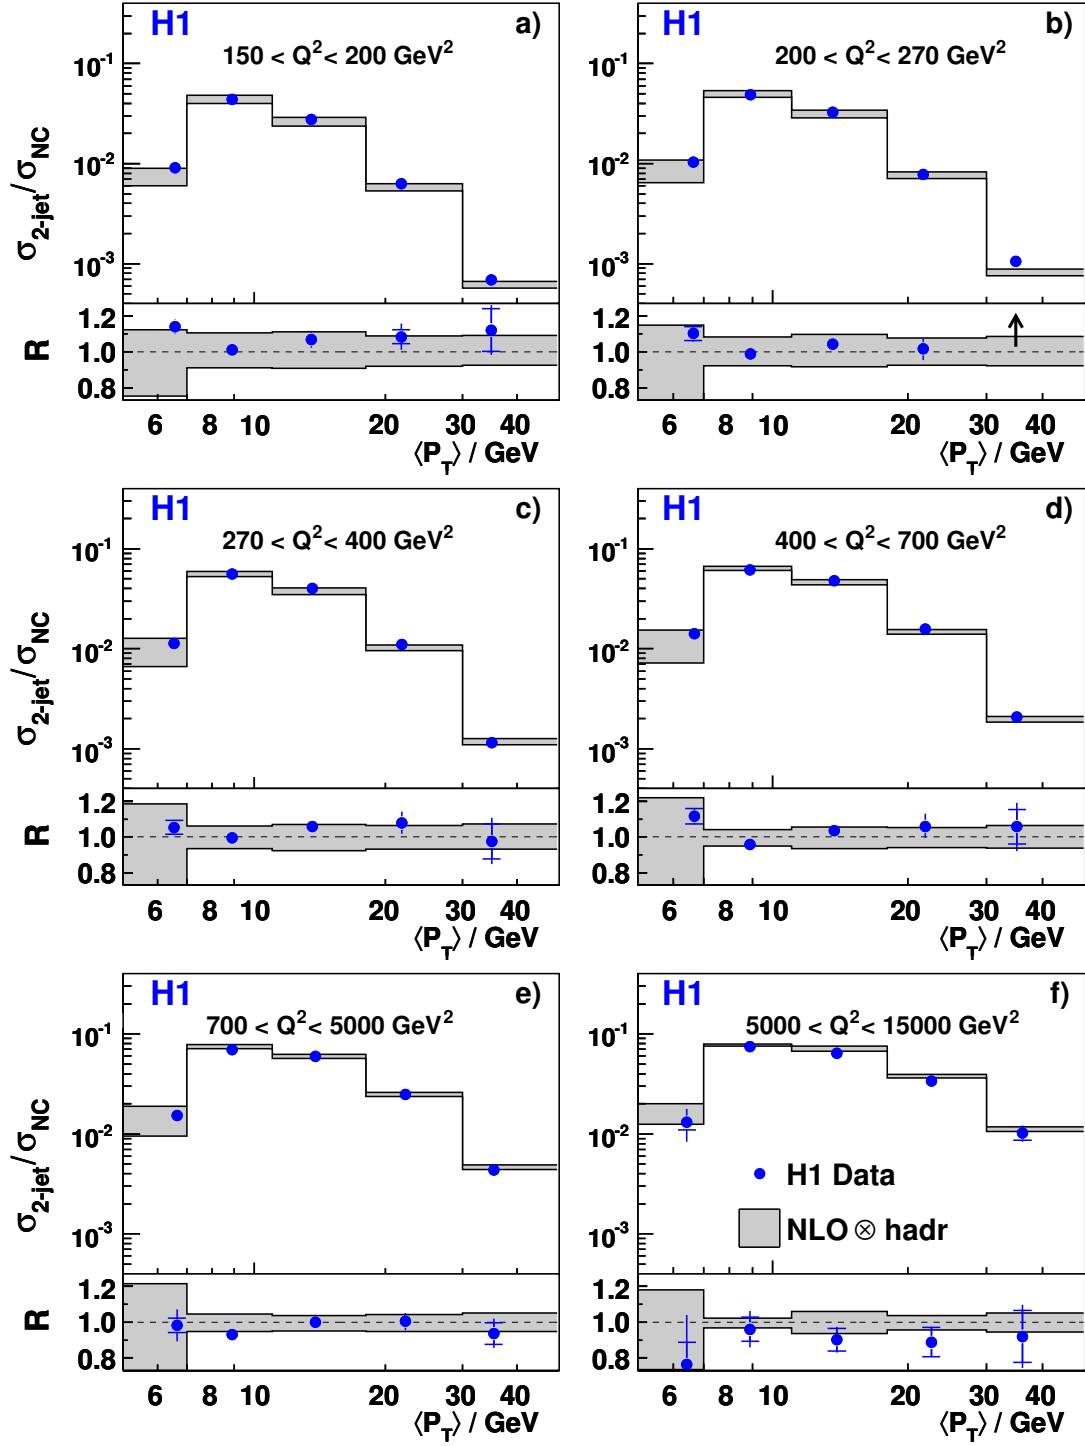 H1 a) H1 b)
150 < Q² < 200 GeV² 200 < Q² < 270 GeV²
σ2-jet/σNC
10⁻¹ 10⁻¹
10⁻² 10⁻²
10⁻³ 10⁻³
R
1.2 1.2
1.0 1.0
0.8 0.8
6 8 10 20 30 40 6 8 10 20 30 40
⟨P_T⟩ / GeV ⟨P_T⟩ / GeV
H1 c) H1 d)
270 < Q² < 400 GeV² 400 < Q² < 700 GeV²
σ2-jet/σNC
10⁻¹ 10⁻¹
10⁻² 10⁻²
10⁻³ 10⁻³
R
1.2 1.2
1.0 1.0
0.8 0.8
6 8 10 20 30 40 6 8 10 20 30 40
⟨P_T⟩ / GeV ⟨P_T⟩ / GeV
H1 e) H1 f)
700 < Q² < 5000 GeV² 5000 < Q² < 15000 GeV²
σ2-jet/σNC
10⁻¹ 10⁻¹
10⁻² 10⁻²
10⁻³ 10⁻³
H1 Data
NLO ⊗ hadr
R
1.2 1.2
1.0 1.0
0.8 0.8
6 8 10 20 30 40 6 8 10 20 30 40
⟨P_T⟩ / GeV ⟨P_T⟩ / GeV